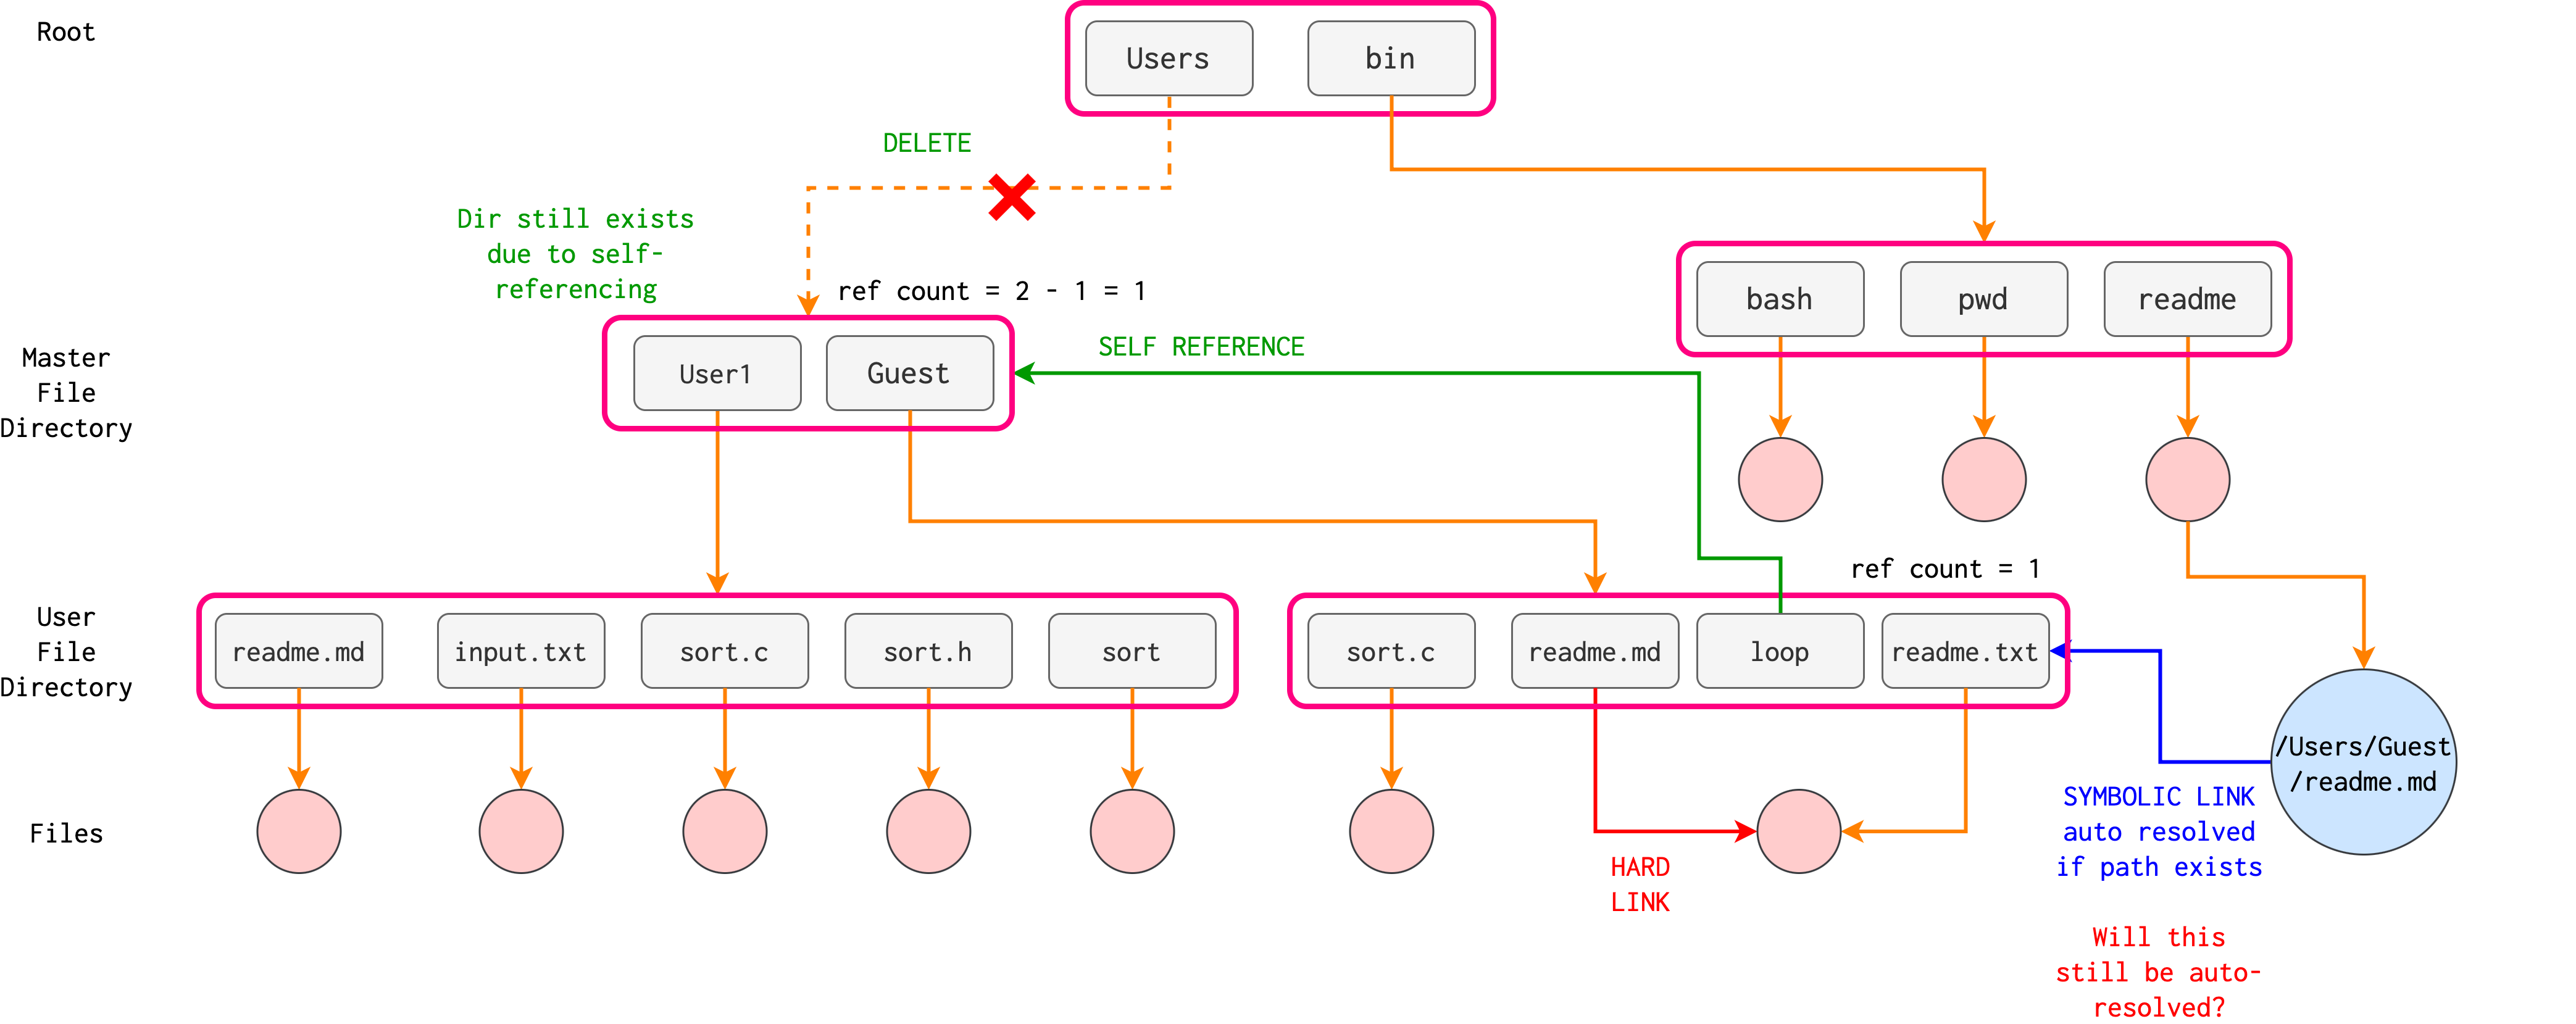 Root
Users
bin
DELETE
Dir still exists
due to self-
referencing
ref count = 2 - 1 = 1
bash
pwd
readme
Master
File
Directory
User1
Guest
SELF REFERENCE
ref count = 1
User
File
Directory
readme.md
input.txt
sort.c
sort.h
sort
sort.c
readme.md
loop
readme.txt
/Users/Guest
/readme.md
SYMBOLIC LINK
auto resolved
if path exists
Files
HARD
LINK
Will this
still be auto-
resolved?